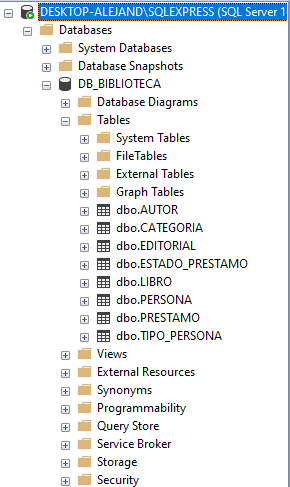 DESKTOP-ALEJAND\SQLEXPRESS (SQL Server 1
Databases
System Databases
Database Snapshots
DB_BIBLIOTECA
Database Diagrams
Tables
System Tables
FileTables
External Tables
Graph Tables
dbo.AUTOR
dbo.CATEGORIA
dbo.EDITORIAL
dbo.ESTADO_PRESTAMO
dbo.LIBRO
dbo.PERSONA
dbo.PRESTAMO
dbo.TIPO_PERSONA
Views
External Resources
Synonyms
Programmability
Query Store
Service Broker
Storage
Security